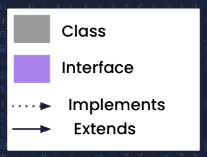 Class
Interface
Implements
Extends